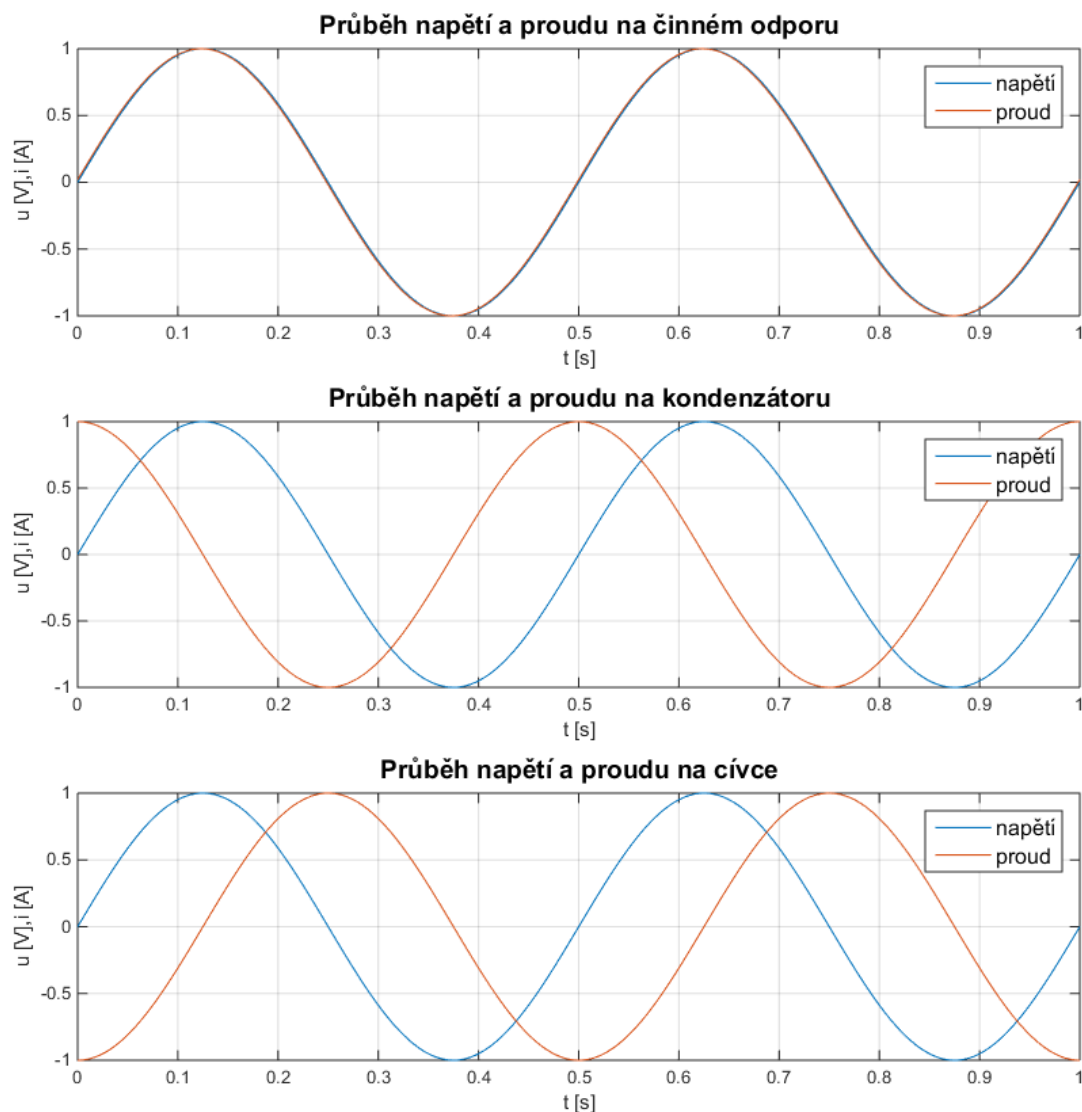 Průběh napětí a proudu na činném odporu
1
0.5
0
-0.5
-1
u [V],i [A]
napětí
proud
0 0.1 0.2 0.3 0.4 0.5 0.6 0.7 0.8 0.9 1
t [s]
Průběh napětí a proudu na kondenzátoru
1
0.5
0
-0.5
-1
u [V],i [A]
napětí
proud
0 0.1 0.2 0.3 0.4 0.5 0.6 0.7 0.8 0.9 1
t [s]
Průběh napětí a proudu na cívce
1
0.5
0
-0.5
-1
u [V],i [A]
napětí
proud
0 0.1 0.2 0.3 0.4 0.5 0.6 0.7 0.8 0.9 1
t [s]